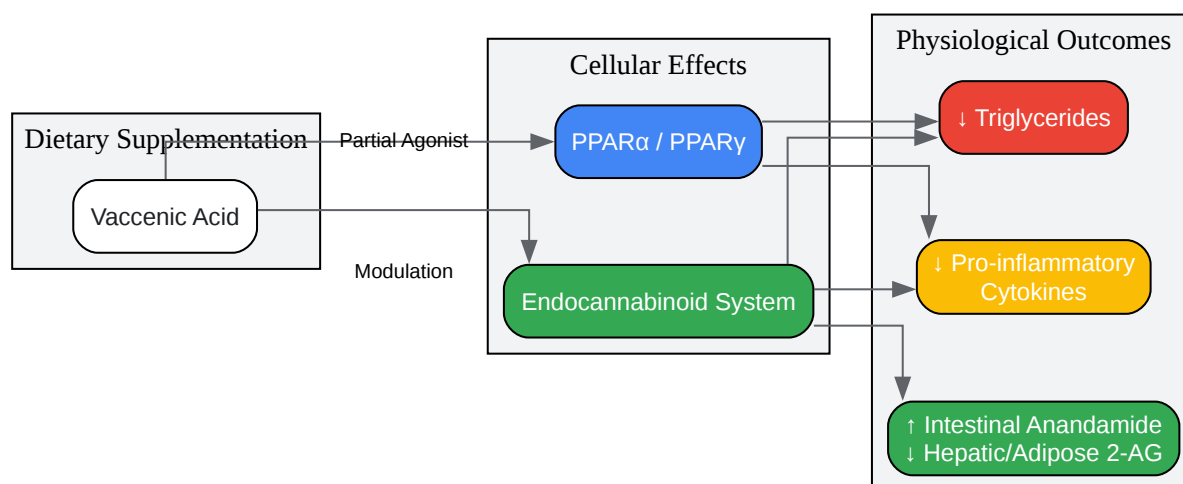 Dietary Supplementation
Vaccenic Acid
Partial Agonist
Modulation
Cellular Effects
PPARα / PPARγ
Endocannabinoid System
Physiological Outcomes
↓ Triglycerides
↓ Pro-inflammatory
Cytokines
↑ Intestinal Anandamide
↓ Hepatic/Adipose 2-AG